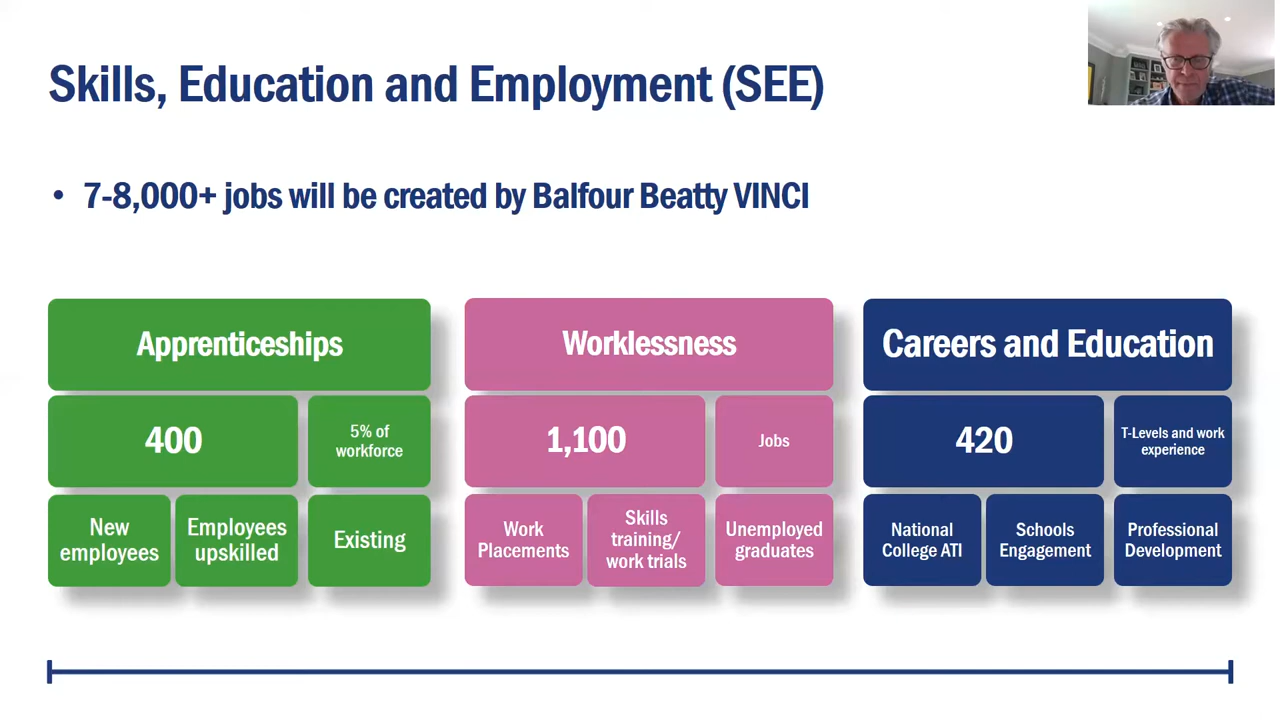 Skills, Education and Employment (SEE)
• 7-8,000+ jobs will be created by Balfour Beatty VINCI
Apprenticeships
400
5% of
workforce
New
employees
Employees
upskilled
Existing
Worklessness
1,100
Jobs
Work
Placements
Skills
training/
work trials
Unemployed
graduates
Careers and Education
420
T-Levels and work
experience
National
College ATI
Schools
Engagement
Professional
Development